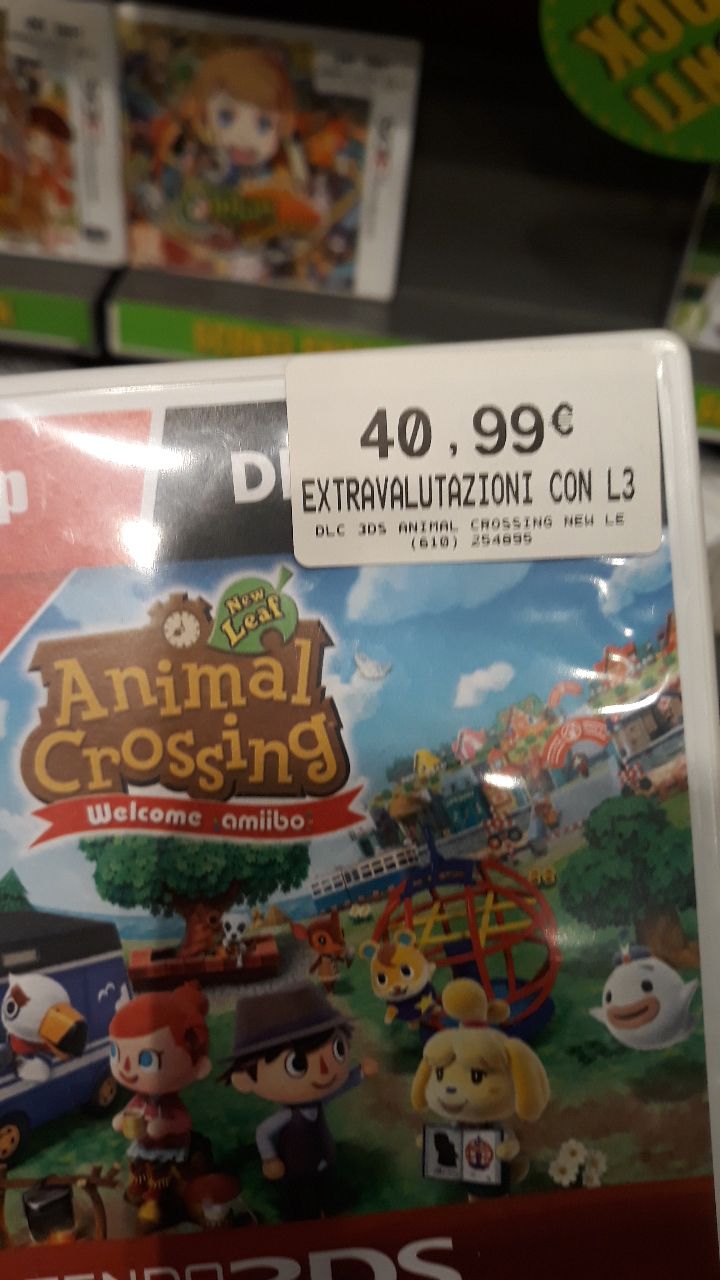 40,99€
EXTRAVALUTAZIONI CON L3
DLC 3DS ANIMAL CROSSING NEW LE
(610) 254895
New
Leaf
Animal
Crossing
Welcome amiibo
3DS